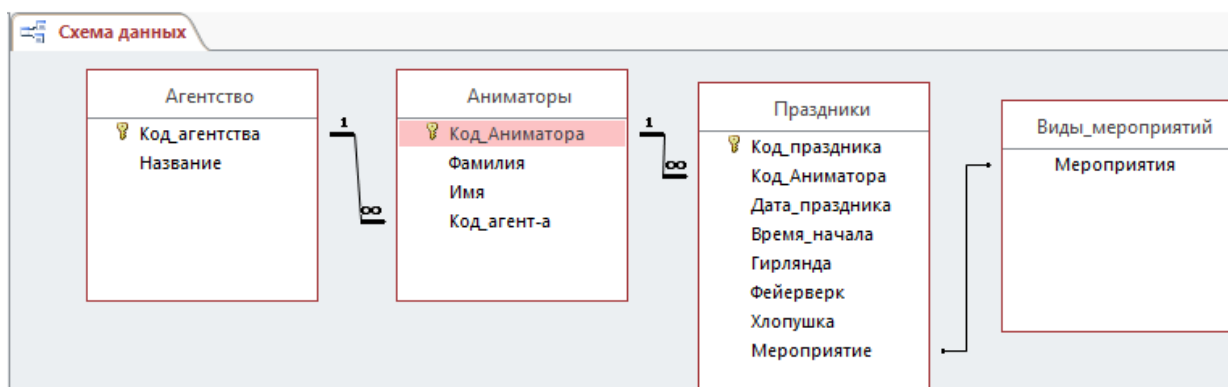 Схема данных
Агентство
Код_агентства
Название
1
∞
Аниматоры
Код_Аниматора
Фамилия
Имя
Код_агент-а
1
∞
Праздники
Код_праздника
Код_Аниматора
Дата_праздника
Время_начала
Гирлянда
Фейерверк
Хлопушка
Мероприятие
Виды_мероприятий
Мероприятия